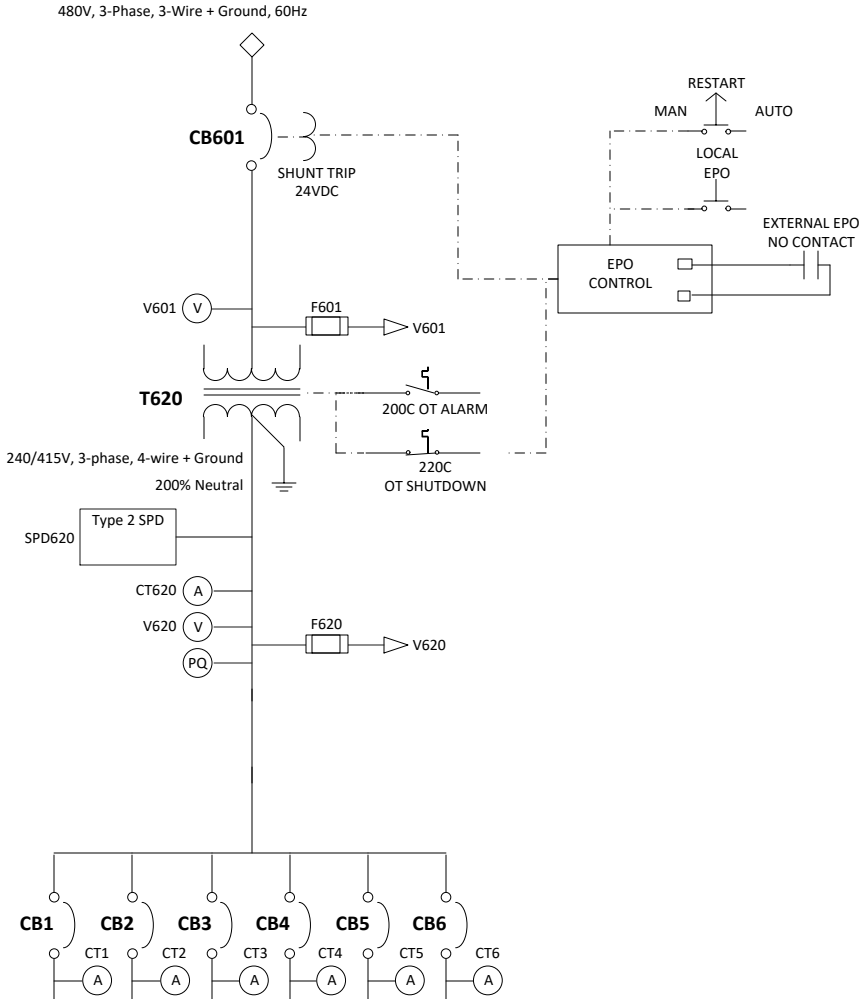 480V, 3-Phase, 3-Wire + Ground, 60Hz
RESTART
MAN
AUTO
CB601
SHUNT TRIP
24VDC
LOCAL
EPO
EXTERNAL EPO
NO CONTACT
EPO
CONTROL
V601
V
F601
V601
T620
200C OT ALARM
240/415V, 3-phase, 4-wire + Ground
200% Neutral
220C
OT SHUTDOWN
SPD620
Type 2 SPD
CT620
A
V620
V
F620
V620
PQ
CB1
CB2
CB3
CB4
CB5
CB6
CT1
CT2
CT3
CT4
CT5
CT6
A
A
A
A
A
A